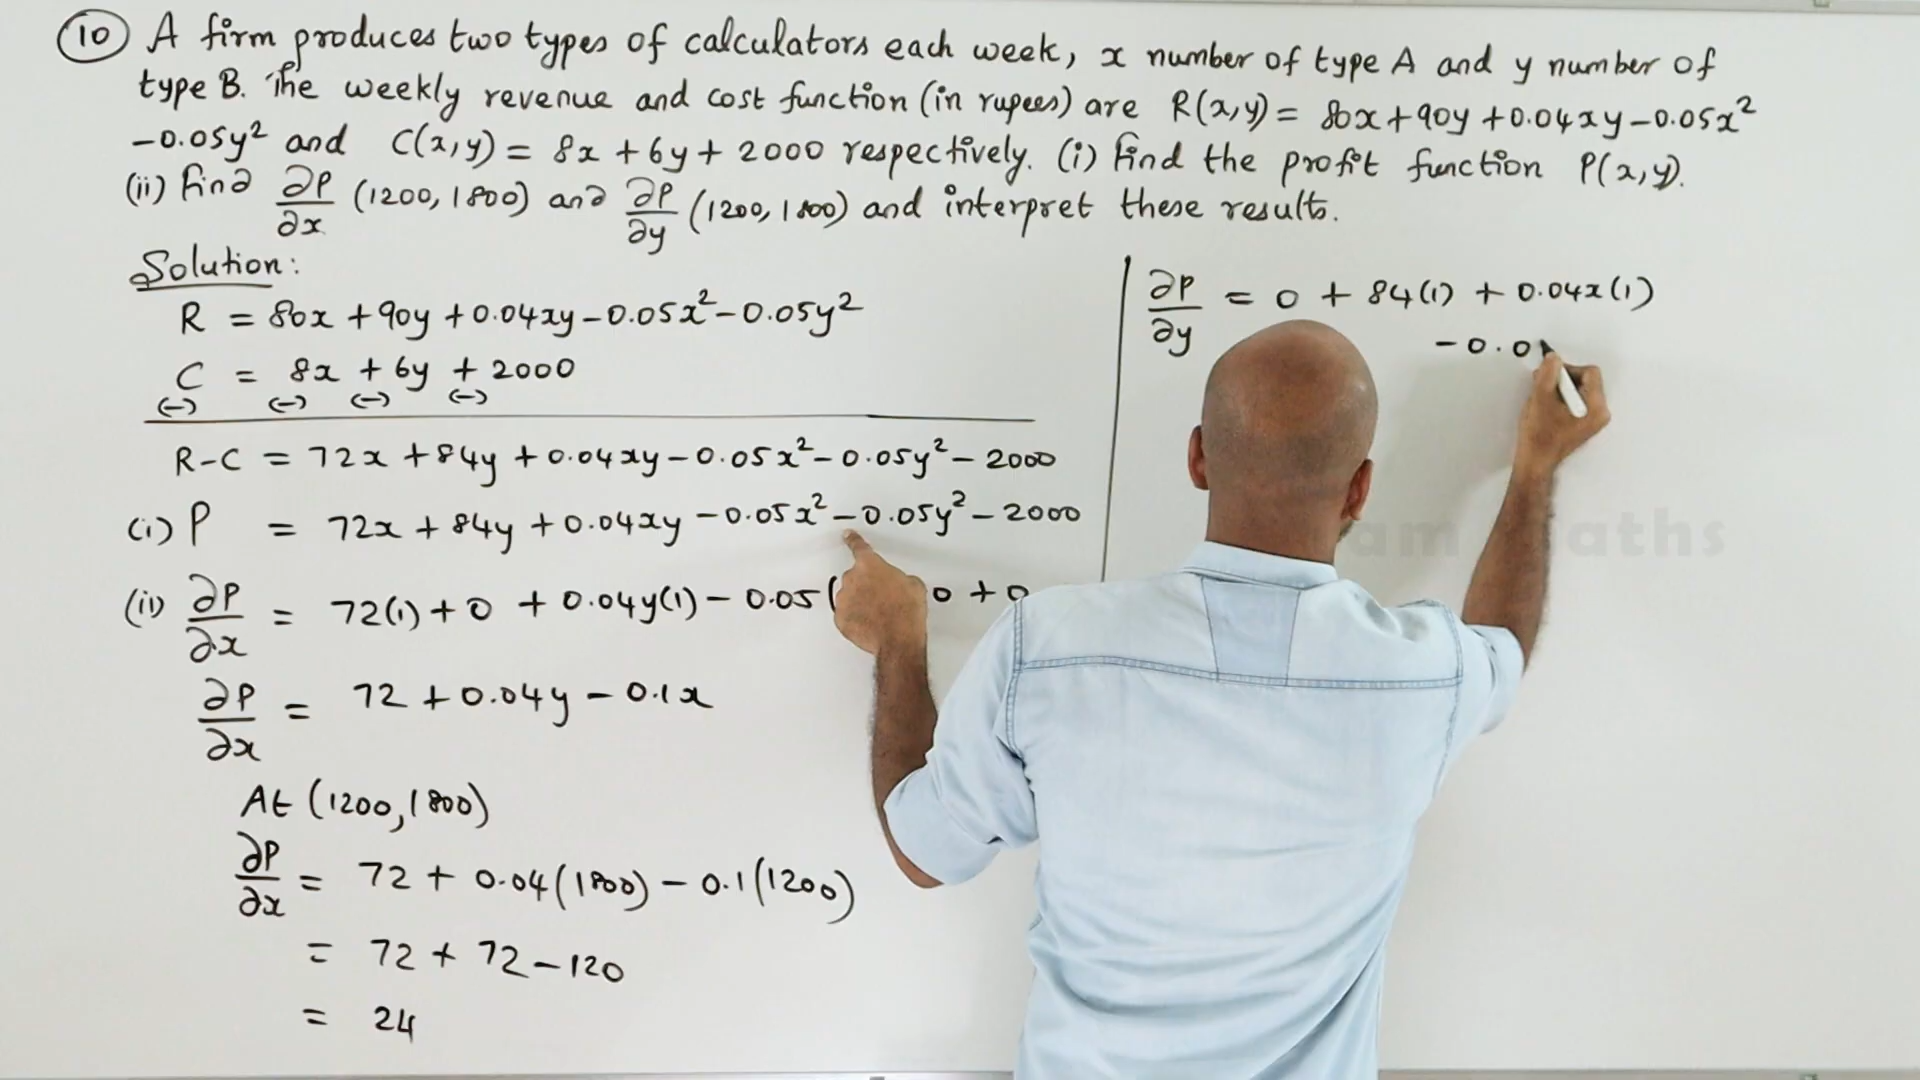 (10) A firm produces two types of calculators each week, x number of type A and y number of
type B. The weekly revenue and cost function (in rupees) are R(x,y) = 80x+90y+0.04xy-0.05x²
-0.05y² and C(x,y) = 8x+6y+2000 respectively. (i) Find the profit function P(x,y).
(ii) Find ∂P/∂x (1200, 1800) and ∂P/∂y (1200, 1800) and interpret these results.
Solution:
R = 80x+90y+0.04xy-0.05x²-0.05y²
C = 8x + 6y + 2000
(-) (-) (-) (-)
R-C = 72x+84y+0.04xy-0.05x²-0.05y²-2000
(i) P = 72x+84y+0.04xy-0.05x²-0.05y²-2000
(ii) ∂P/∂x = 72(1)+0 + 0.04y(1) - 0.05( 0 + 0
∂P/∂x = 72+0.04y-0.1x
At (1200, 1800)
∂P/∂x = 72 + 0.04(1800) - 0.1(1200)
= 72 + 72 - 120
= 24
∂P/∂y = 0 + 84(1) + 0.04x(1)
-0.0
am Maths